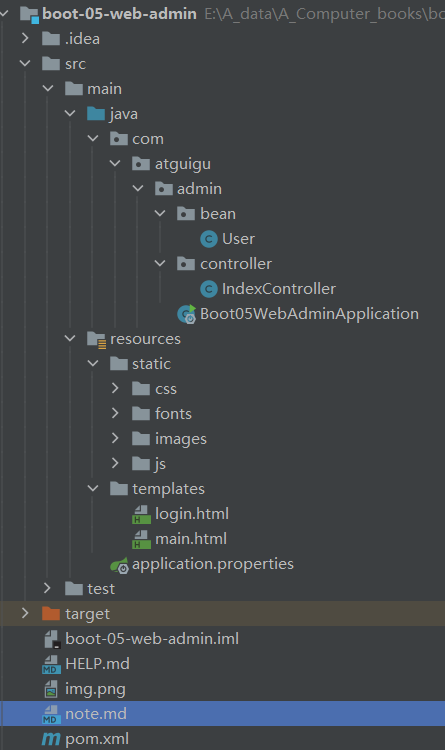 boot-05-web-admin E:\A_data\A_Computer_books\bo
.idea
src
main
java
com
atguigu
admin
bean
User
controller
IndexController
Boot05WebAdminApplication
resources
static
css
fonts
images
js
templates
login.html
main.html
application.properties
test
target
boot-05-web-admin.iml
HELP.md
img.png
note.md
pom.xml